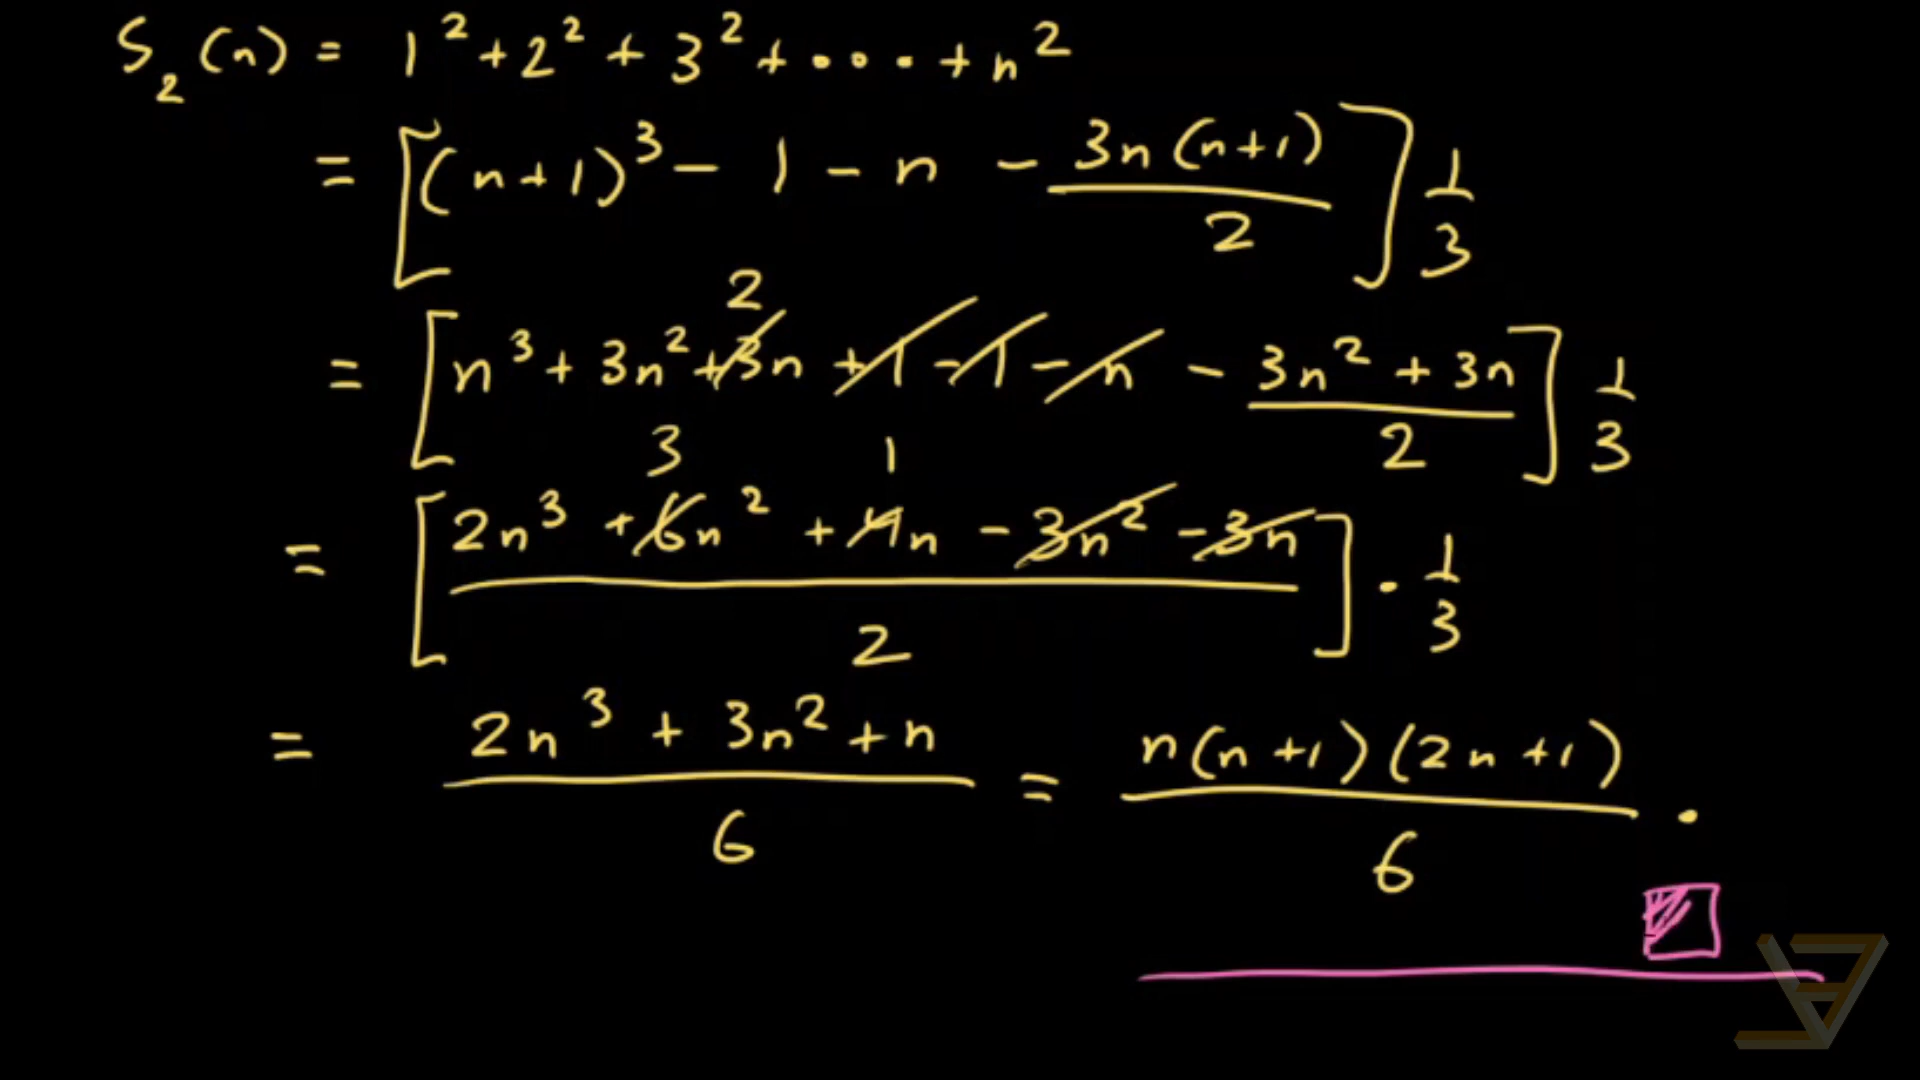 S₂(n) = 1² + 2² + 3² + ... + n²
= [(n+1)³ - 1 - n - 3n(n+1)/2] 1/3
2
= [n³ + 3n² + 3n + 1 - 1 - n - (3n² + 3n)/2] 1/3
3 1
= [(2n³ + 6n² + 4n - 3n² - 3n)/2] · 1/3
= (2n³ + 3n² + n)/6 = n(n+1)(2n+1)/6 .